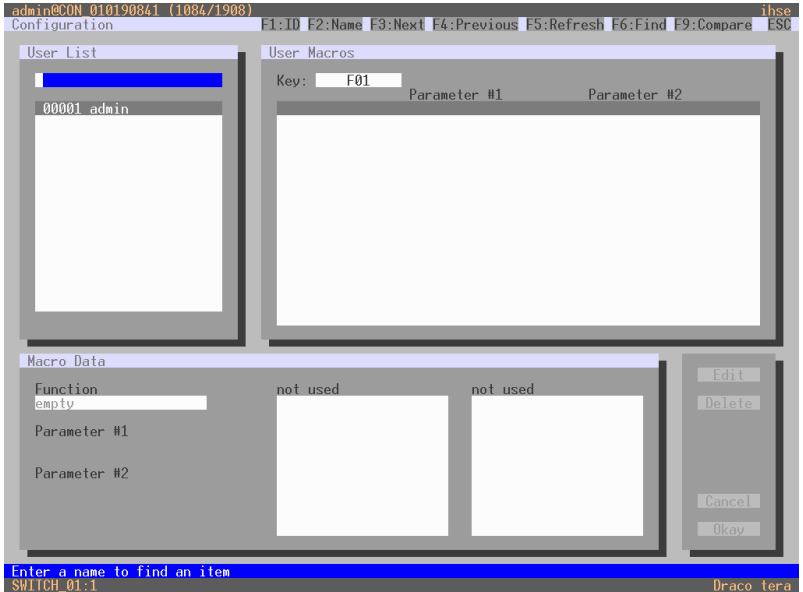 admin@CON_010190841 (1084/1908) ihse
Configuration F1:ID F2:Name F3:Next F4:Previous F5:Refresh F6:Find F9:Compare ESC
User List
00001 admin
User Macros
Key: F01
Parameter #1 Parameter #2
Macro Data
Function
empty
Parameter #1
Parameter #2
not used
not used
Edit
Delete
Cancel
Okay
Enter a name to find an item
SWITCH_01:1 Draco tera